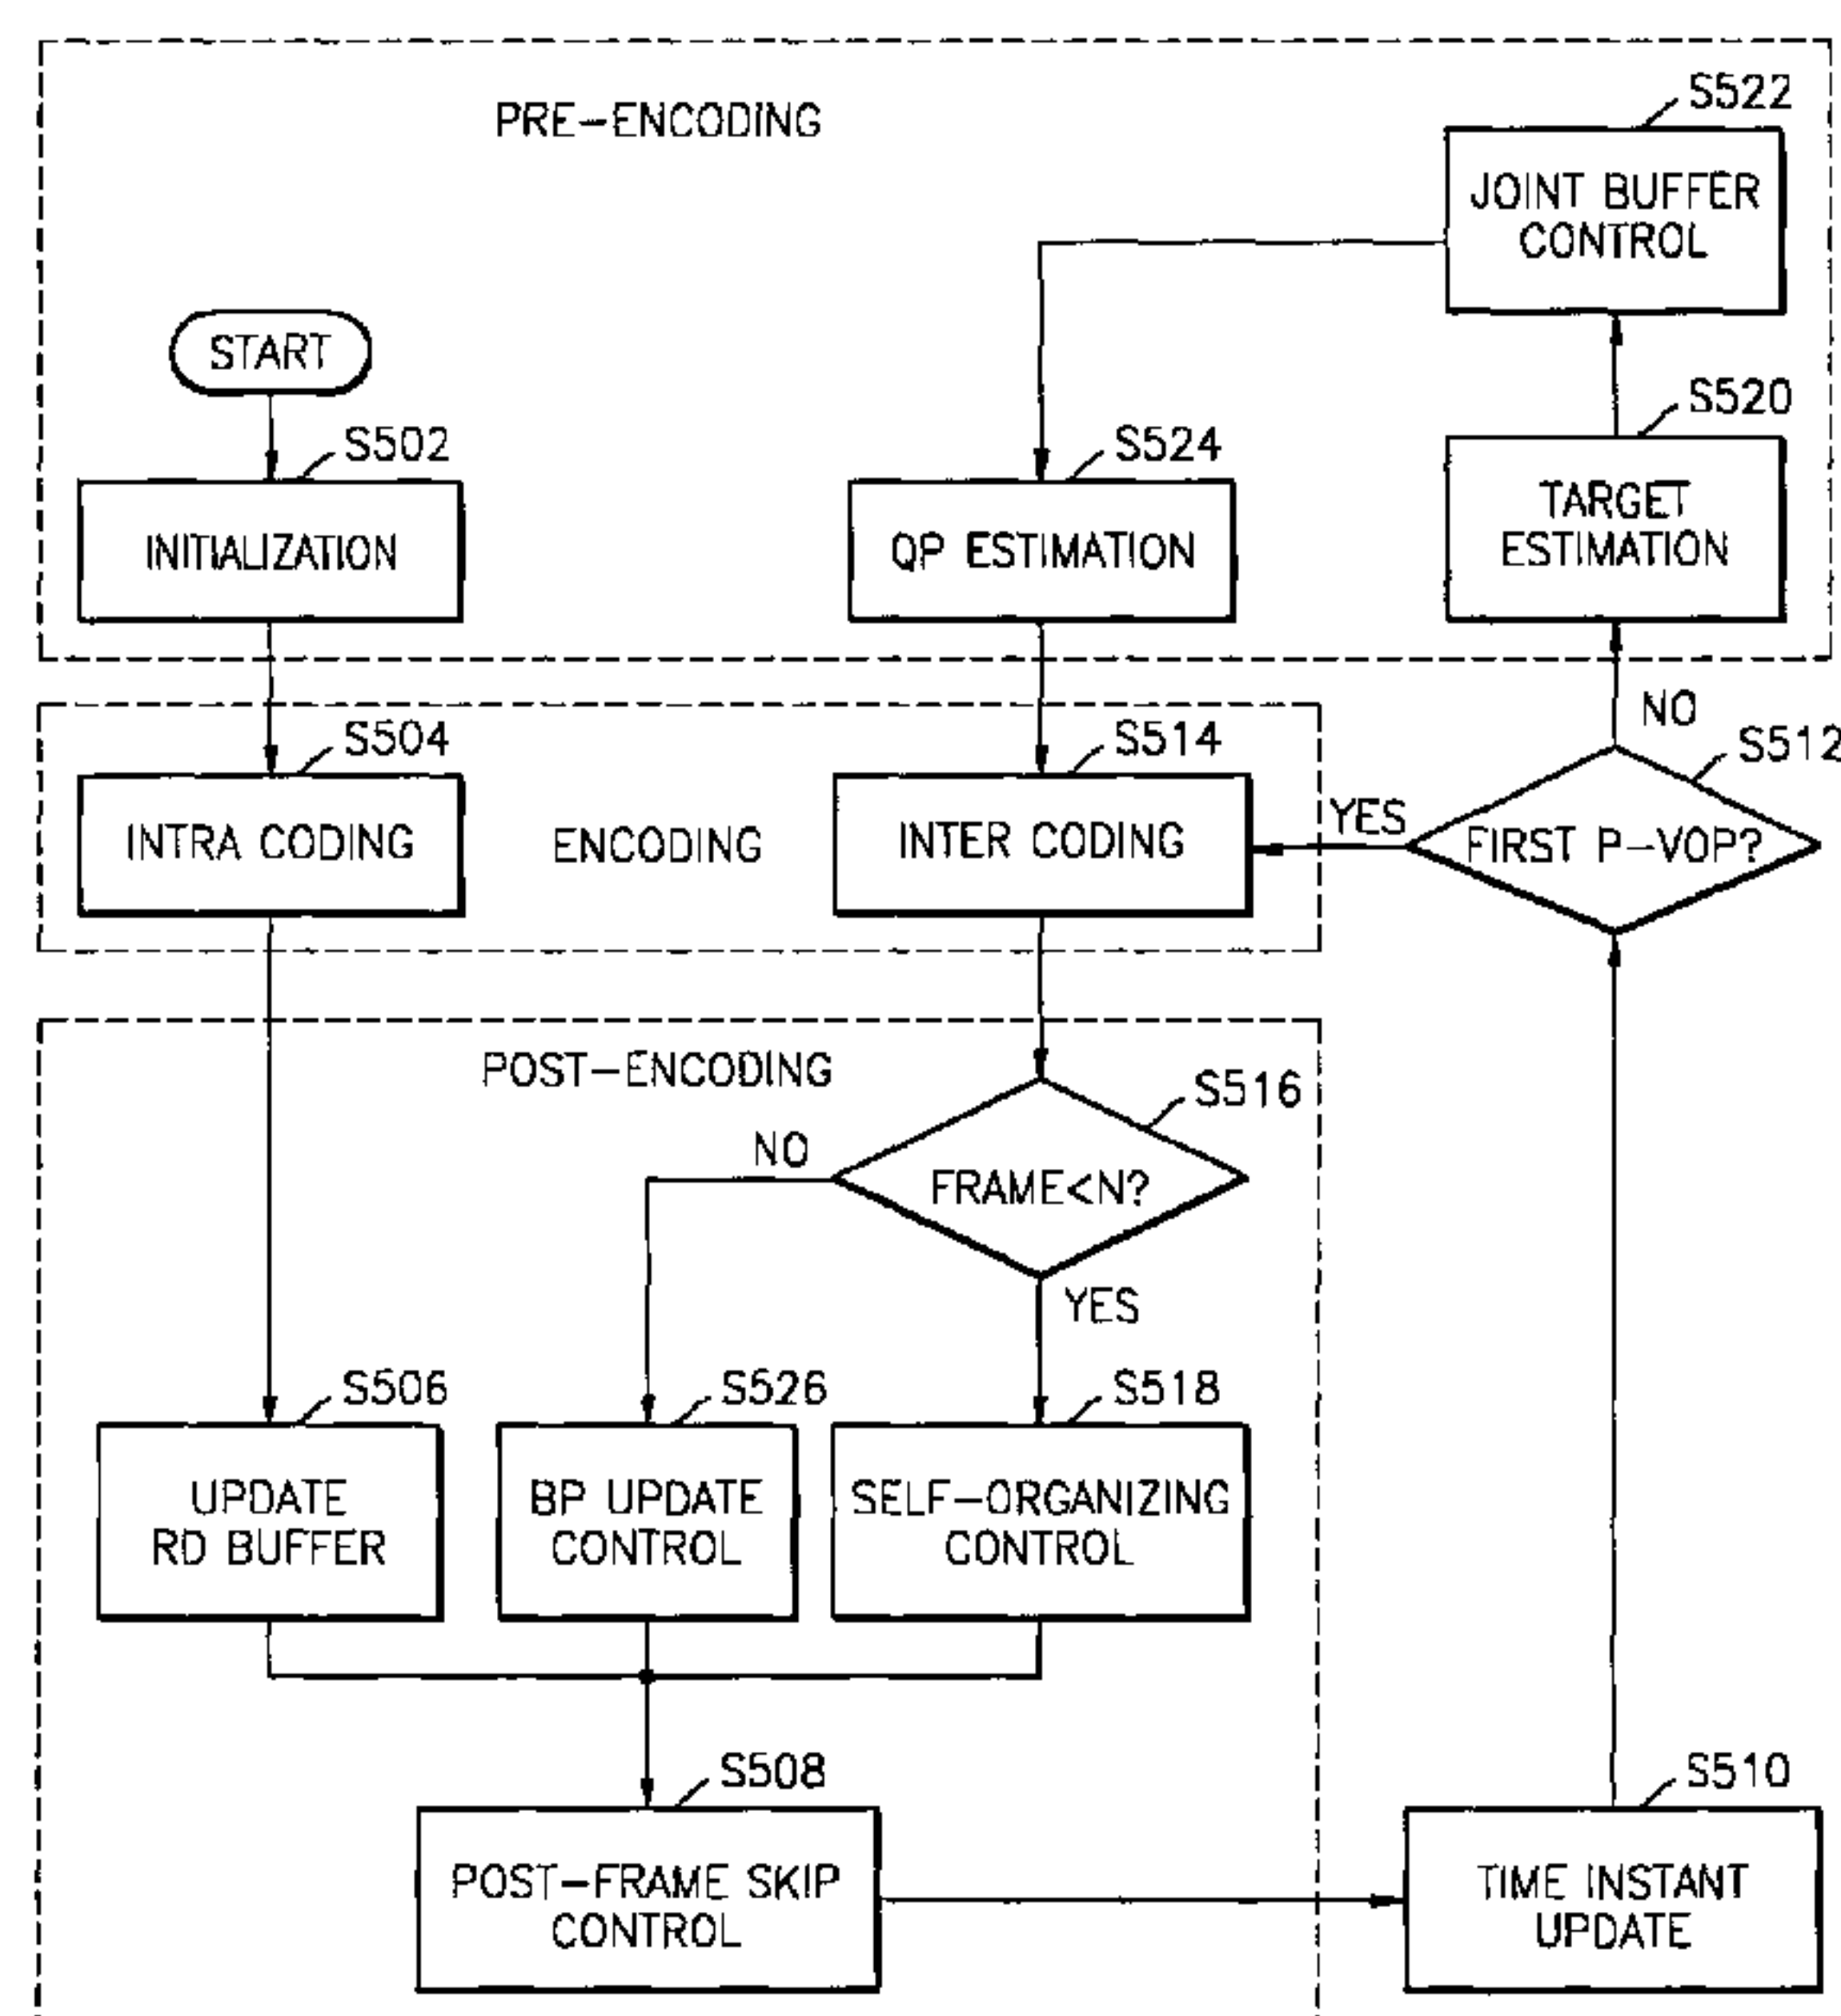 PRE-ENCODING
S522
JOINT BUFFER
CONTROL
START
S502
INITIALIZATION
S524
QP ESTIMATION
S520
TARGET
ESTIMATION
NO
S504
INTRA CODING
ENCODING
S514
INTER CODING
YES
S512
FIRST P-VOP?
POST-ENCODING
S516
NO
FRAME<N?
YES
S506
UPDATE
RD BUFFER
S526
BP UPDATE
CONTROL
S518
SELF-ORGANIZING
CONTROL
S508
POST-FRAME SKIP
CONTROL
S510
TIME INSTANT
UPDATE